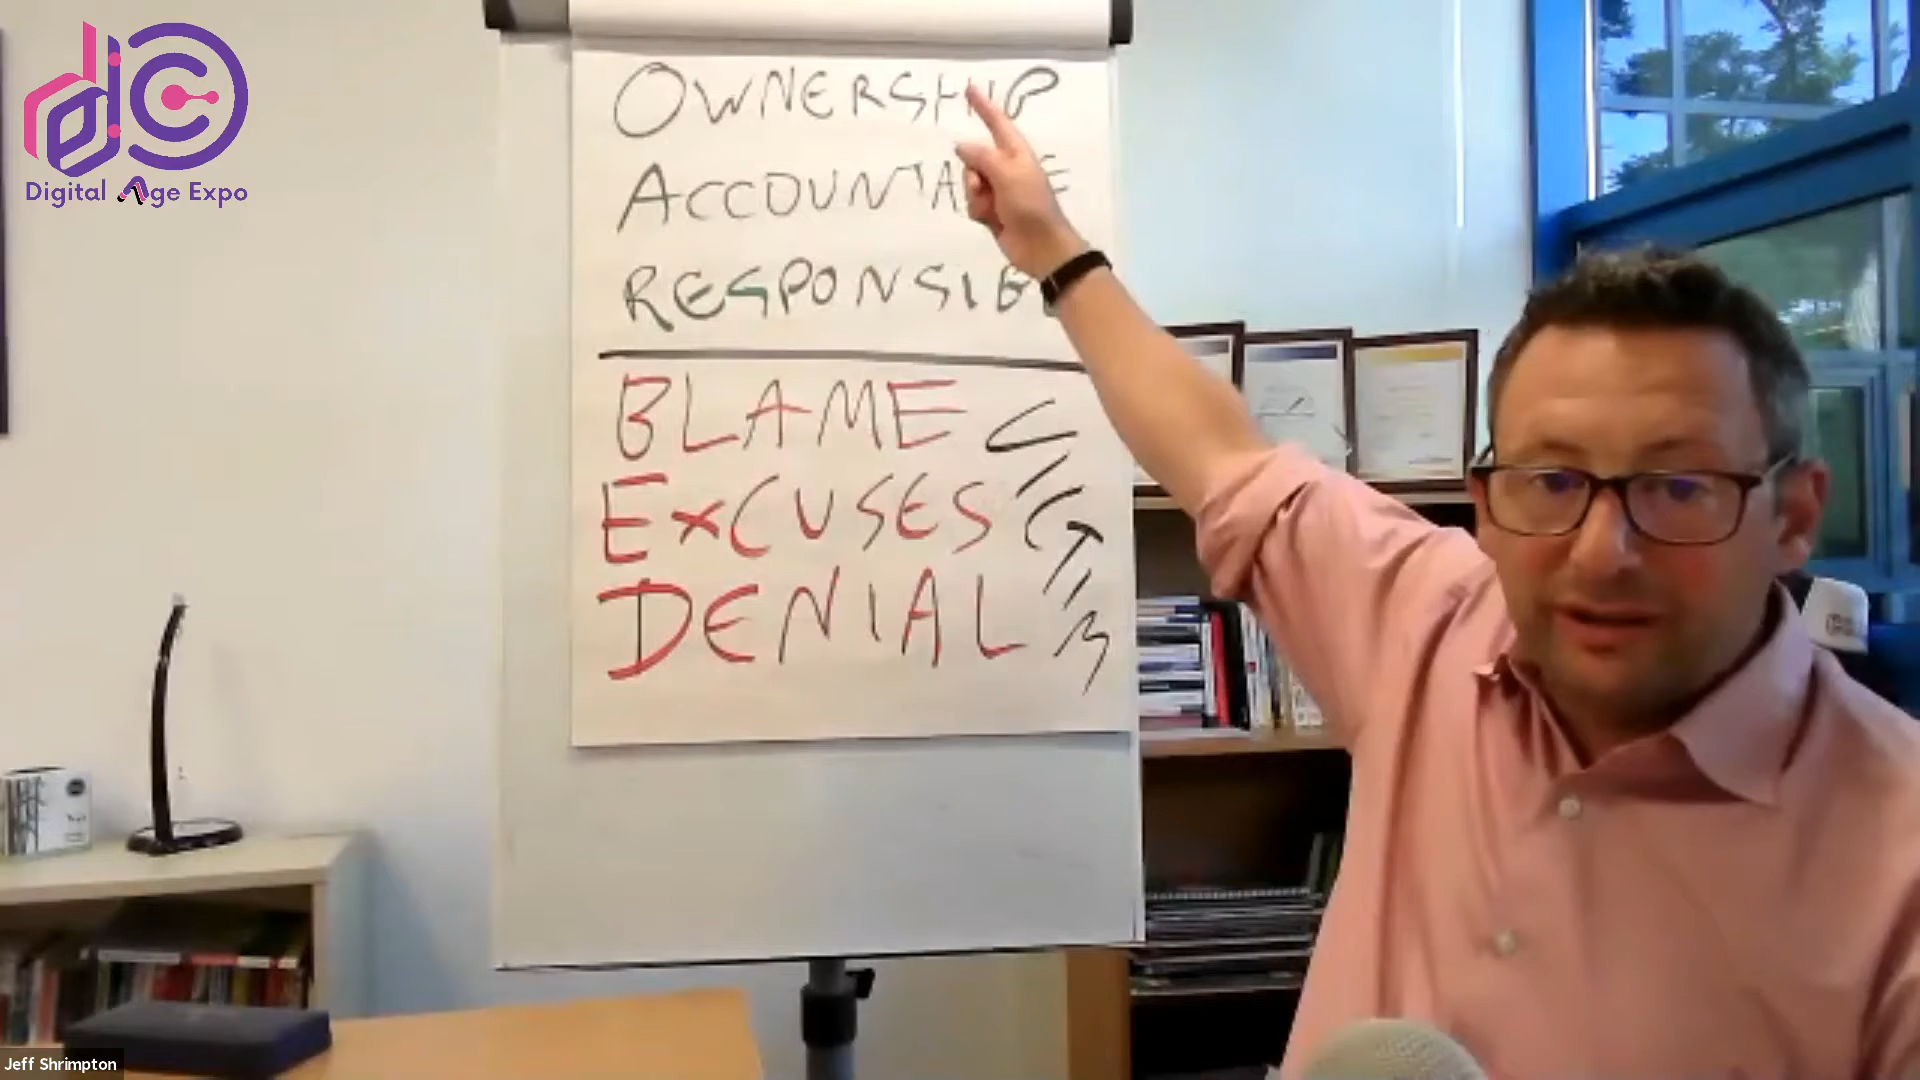 Digital Age Expo
OWNERSHIP
ACCOUNTABLE
RESPONSIBLE
BLAME
EXCUSES
DENIAL
VICTIM
Jeff Shrimpton